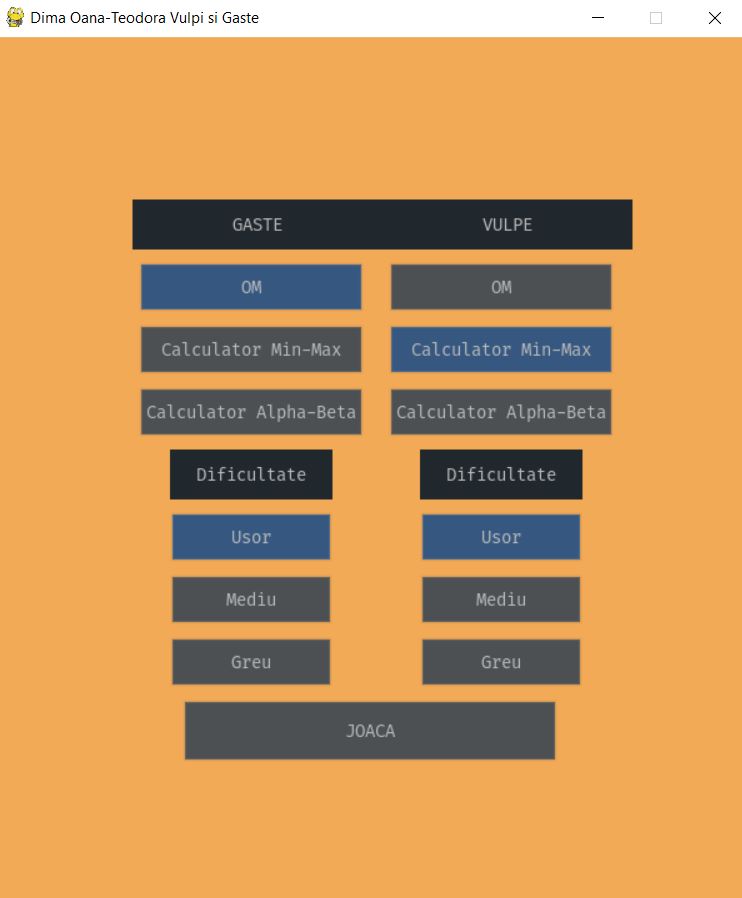 Dima Oana-Teodora Vulpi si Gaste
GASTE VULPE
OM OM
Calculator Min-Max Calculator Min-Max
Calculator Alpha-Beta Calculator Alpha-Beta
Dificultate Dificultate
Usor Usor
Mediu Mediu
Greu Greu
JOACA